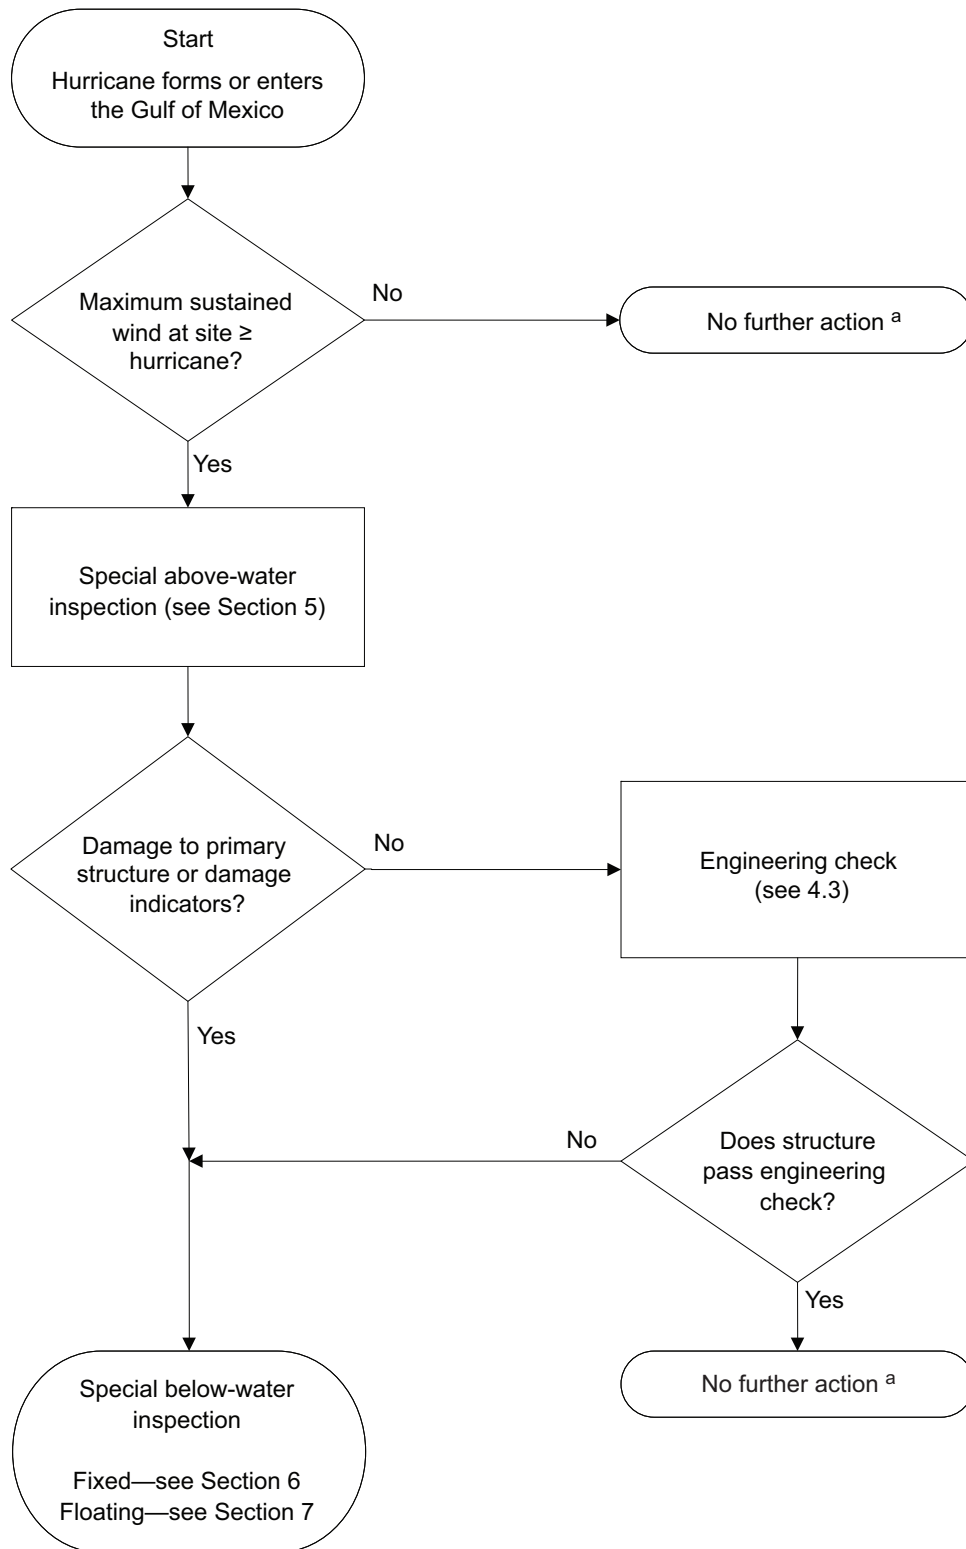 Start
Hurricane forms or enters
the Gulf of Mexico
Maximum sustained
wind at site ≥
hurricane?
No
No further action a
Yes
Special above-water
inspection (see Section 5)
Damage to primary
structure or damage
indicators?
No
Engineering check
(see 4.3)
Yes
No
Does structure
pass engineering
check?
Yes
No further action a
Special below-water
inspection
Fixed—see Section 6
Floating—see Section 7